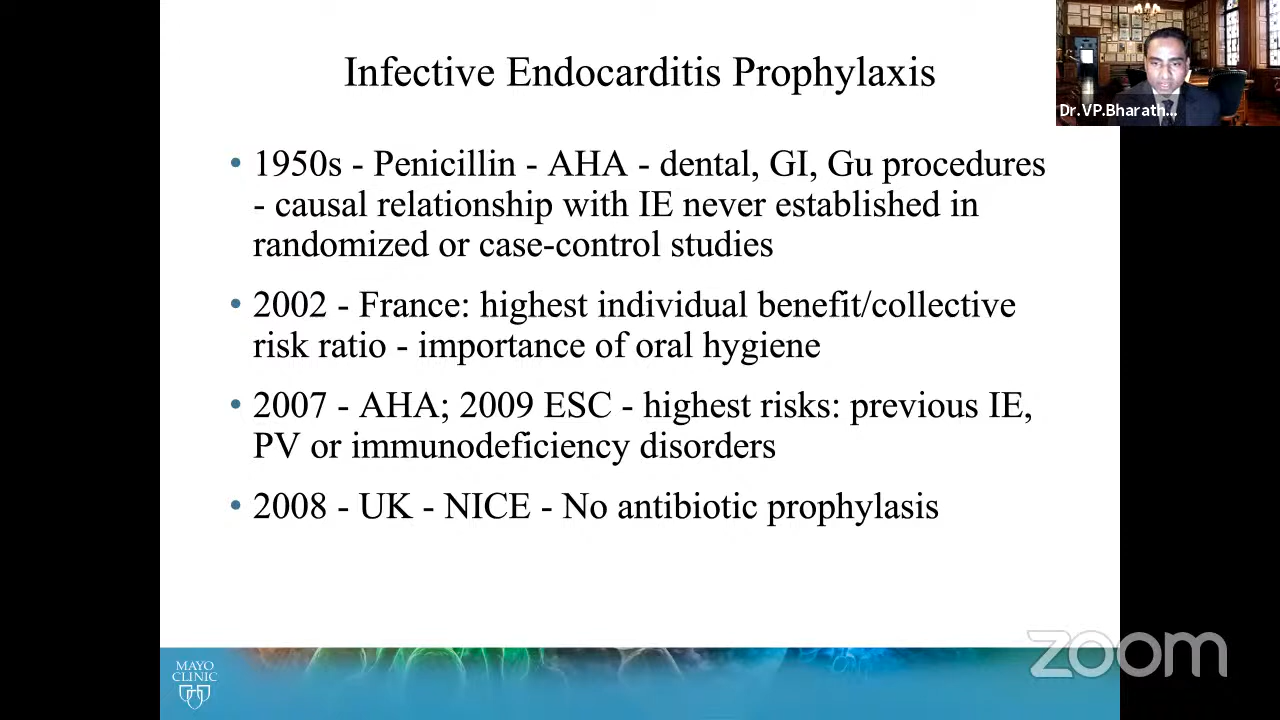 Infective Endocarditis Prophylaxis
Dr.VP.Bharath...
• 1950s - Penicillin - AHA - dental, GI, Gu procedures
- causal relationship with IE never established in
randomized or case-control studies
• 2002 - France: highest individual benefit/collective
risk ratio - importance of oral hygiene
• 2007 - AHA; 2009 ESC - highest risks: previous IE,
PV or immunodeficiency disorders
• 2008 - UK - NICE - No antibiotic prophylasis
zoom
MAYO
CLINIC